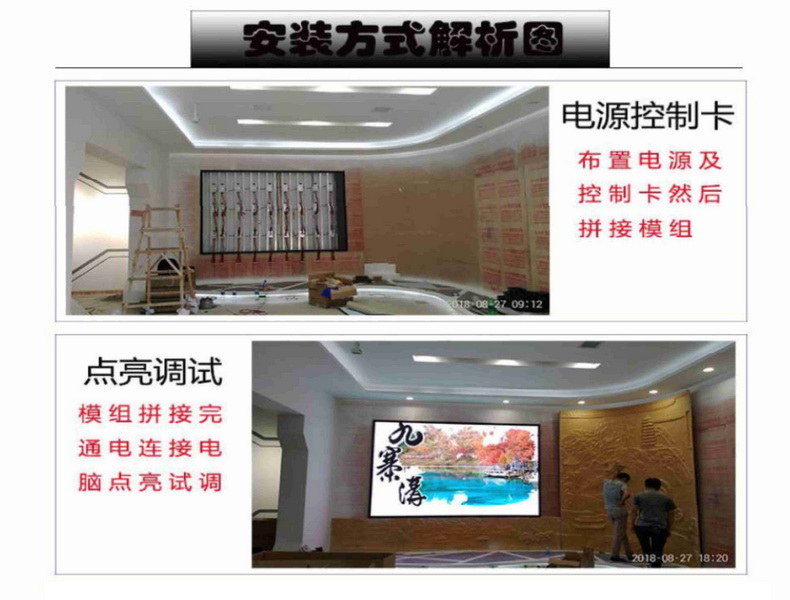 安装方式解析图
电源控制卡
布置电源及
控制卡然后
拼接模组
2018-08-27 09:12
点亮调试
模组拼接完
通电连接电
脑点亮试调
九寨溝
2018-08-27 18:20